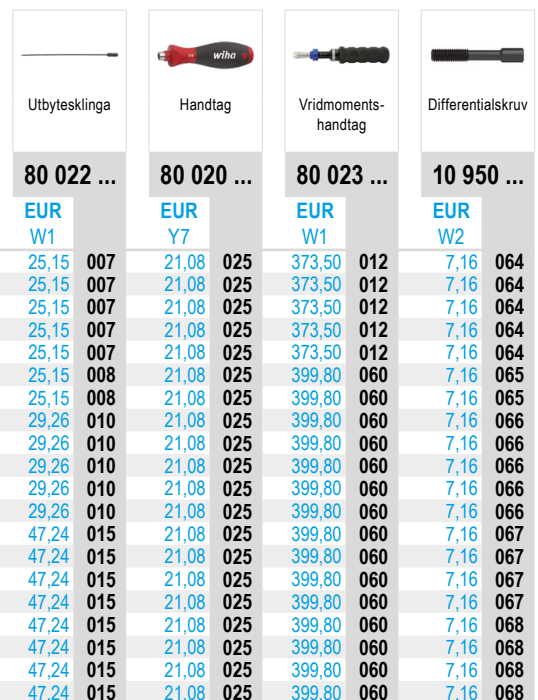 wiha
Utbytesklinga Handtag Vridmoments- Differentialskruv
handtag
80 022 ... 80 020 ... 80 023 ... 10 950 ...
EUR EUR EUR EUR
W1 Y7 W1 W2
25,15 007 21,08 025 373,50 012 7,16 064
25,15 007 21,08 025 373,50 012 7,16 064
25,15 007 21,08 025 373,50 012 7,16 064
25,15 007 21,08 025 373,50 012 7,16 064
25,15 007 21,08 025 373,50 012 7,16 064
25,15 008 21,08 025 399,80 060 7,16 065
25,15 008 21,08 025 399,80 060 7,16 065
29,26 010 21,08 025 399,80 060 7,16 066
29,26 010 21,08 025 399,80 060 7,16 066
29,26 010 21,08 025 399,80 060 7,16 066
29,26 010 21,08 025 399,80 060 7,16 066
29,26 010 21,08 025 399,80 060 7,16 066
47,24 015 21,08 025 399,80 060 7,16 067
47,24 015 21,08 025 399,80 060 7,16 067
47,24 015 21,08 025 399,80 060 7,16 067
47,24 015 21,08 025 399,80 060 7,16 067
47,24 015 21,08 025 399,80 060 7,16 068
47,24 015 21,08 025 399,80 060 7,16 068
47,24 015 21,08 025 399,80 060 7,16 068
47,24 015 21,08 025 399,80 060 7,16 068